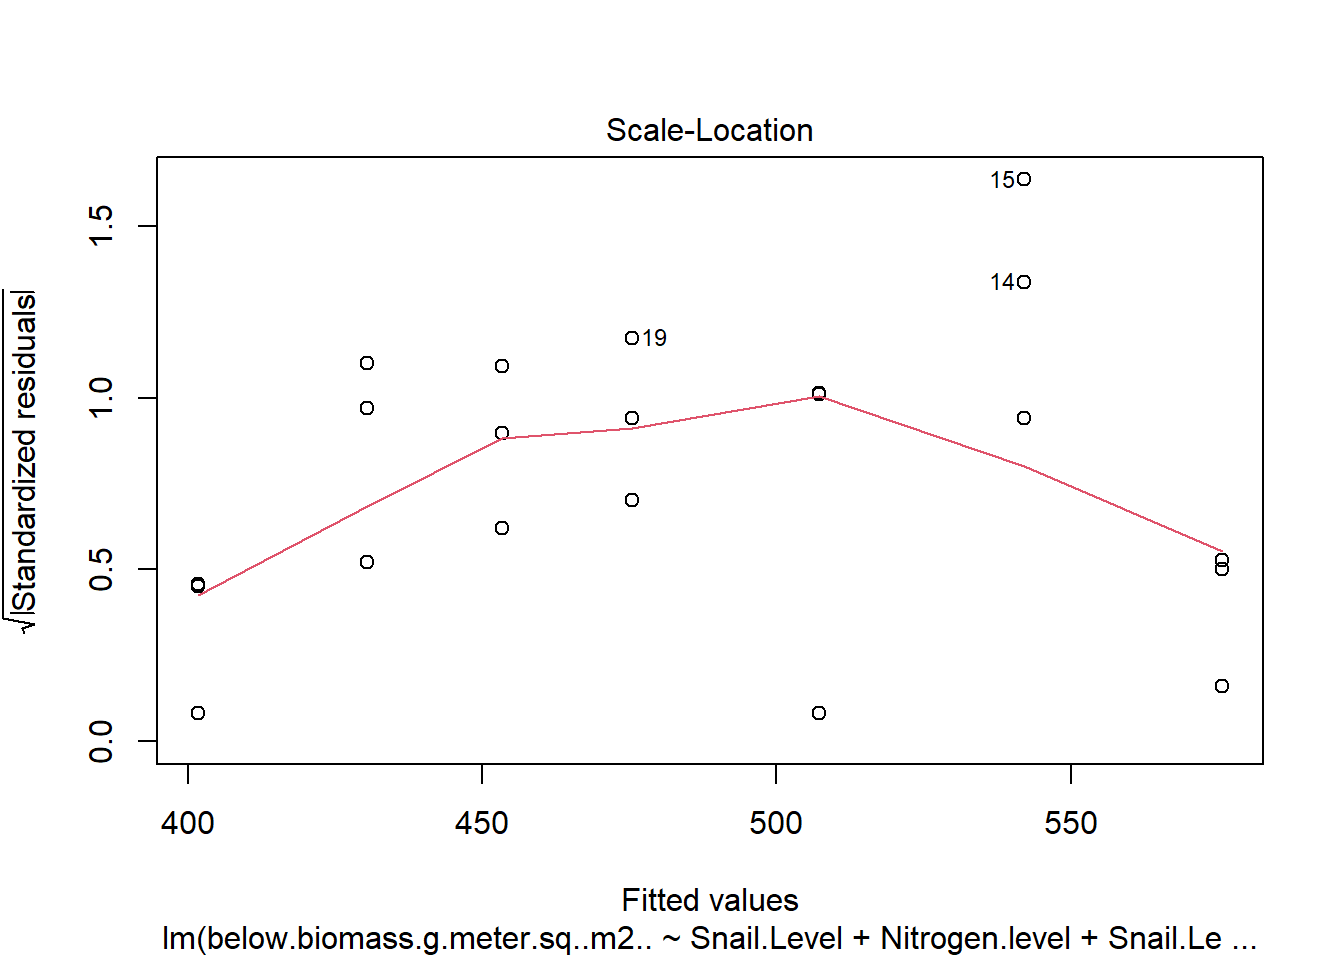 Scale-Location
√|Standardized residuals|
1.5
1.0
0.5
0.0
15
14
19
400 450 500 550
Fitted values
lm(below.biomass.g.meter.sq..m2.. ~ Snail.Level + Nitrogen.level + Snail.Le ...